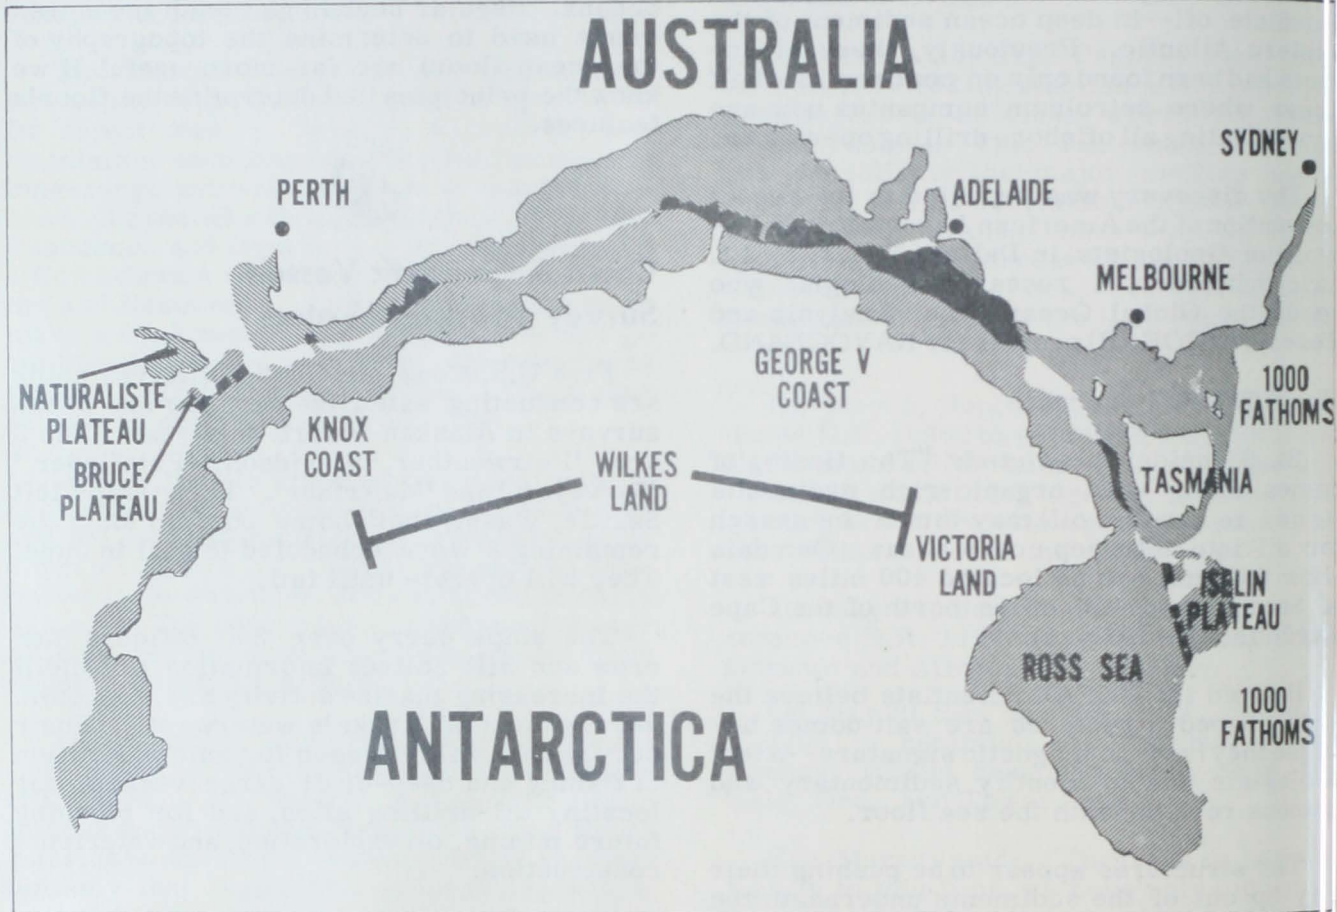 AUSTRALIA
SYDNEY
PERTH
ADELAIDE
MELBOURNE
GEORGE V
COAST
1000
FATHOMS
NATURALISTE
PLATEAU
BRUCE
PLATEAU
KNOX
COAST
WILKES
LAND
TASMANIA
VICTORIA
LAND
ISELIN
PLATEAU
ROSS SEA
1000
FATHOMS
ANTARCTICA